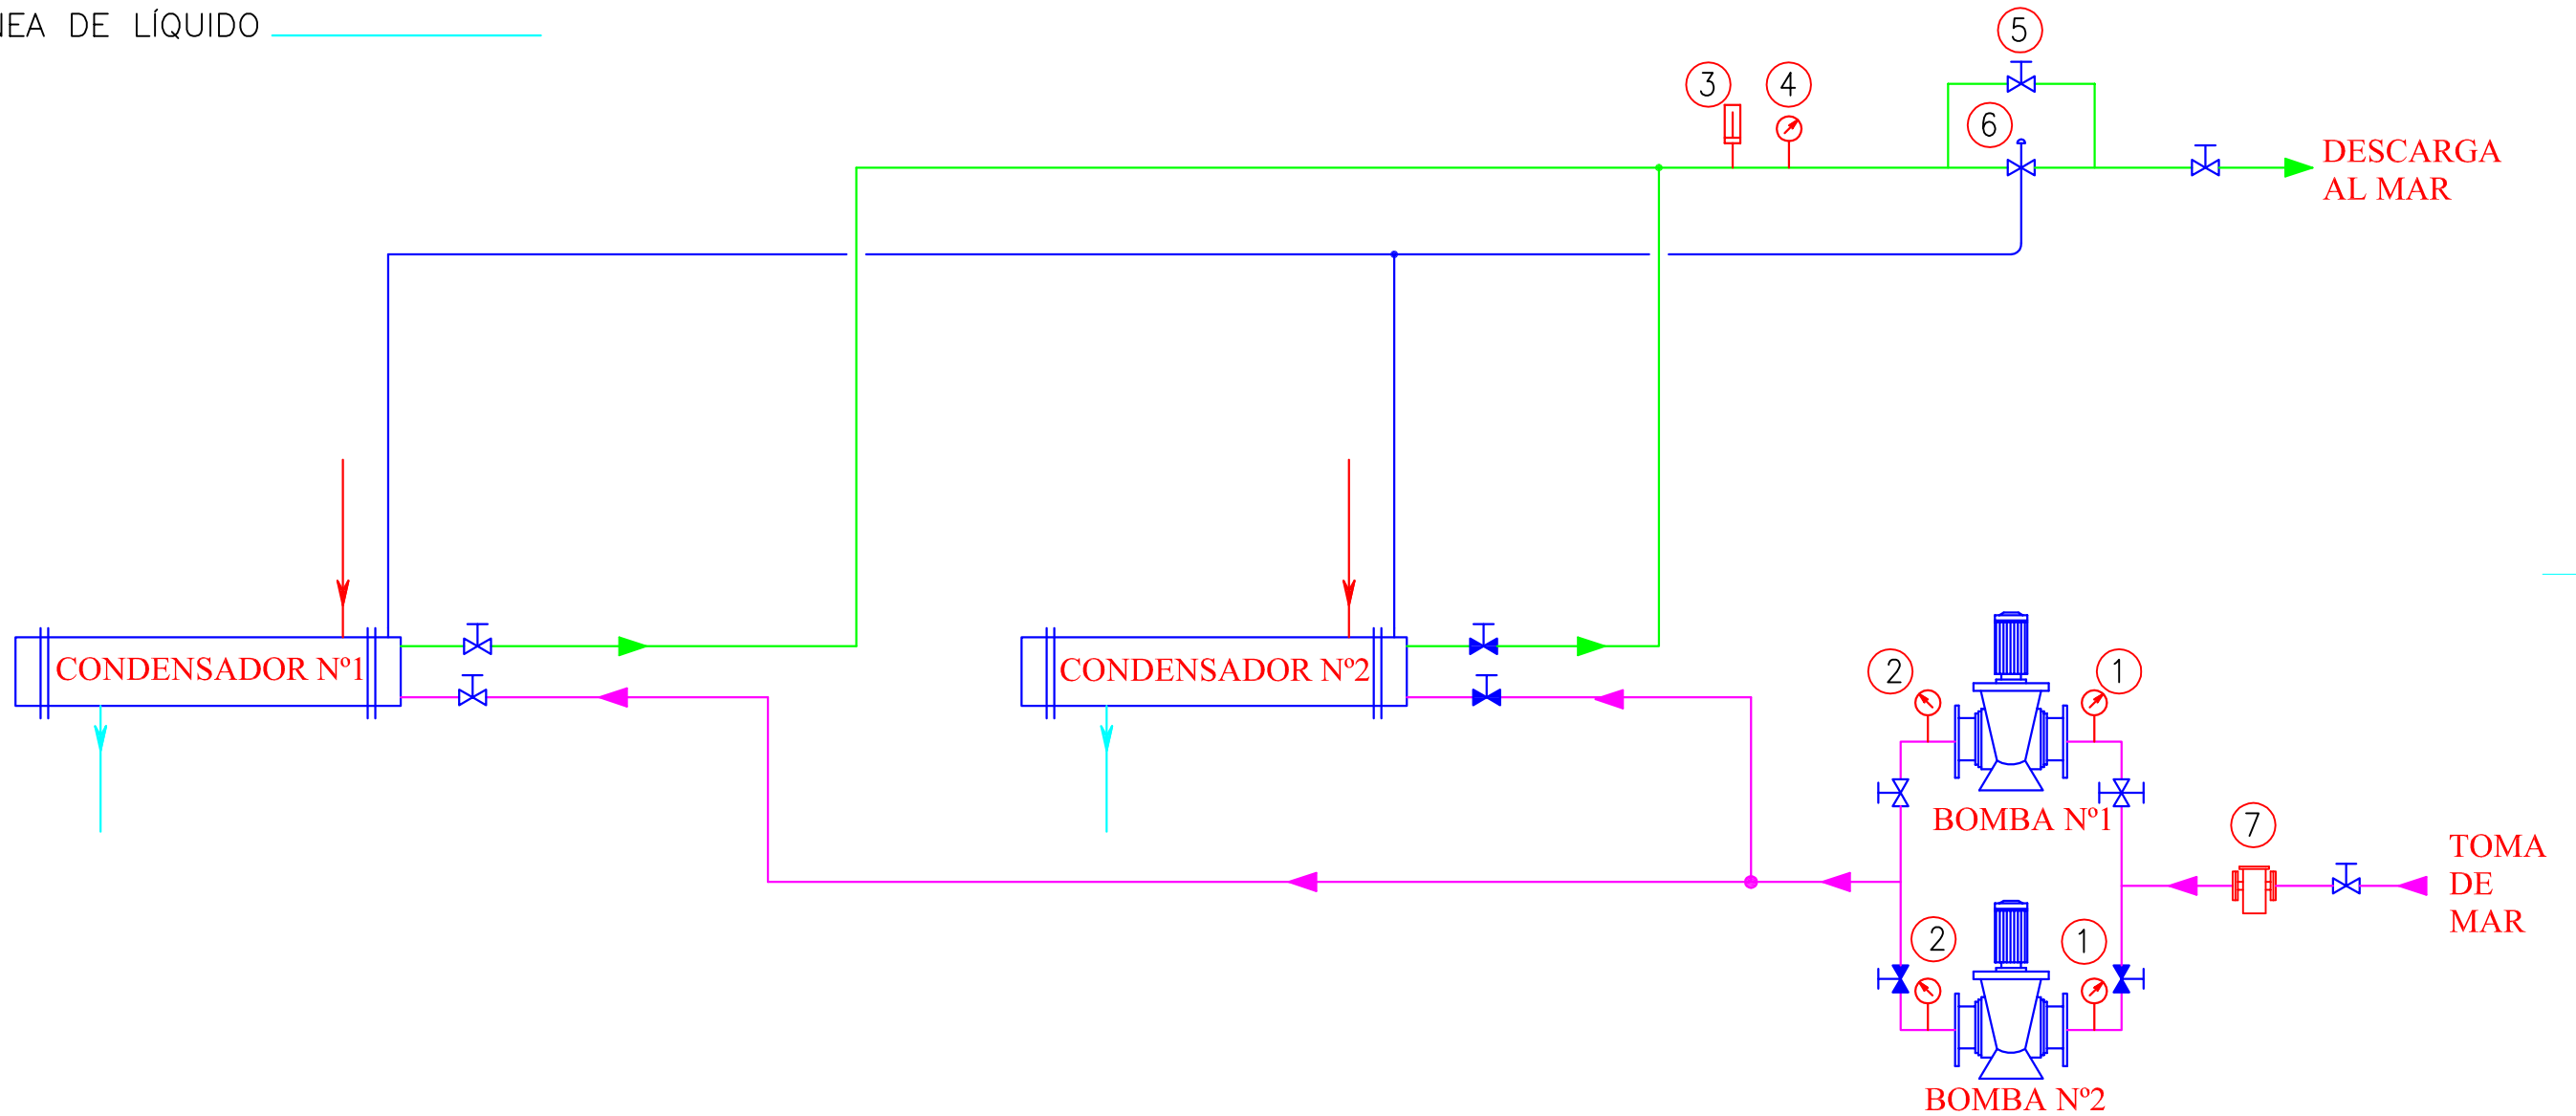 DE LÍQUIDO
5
3
4
6
DESCARGA
AL MAR
CONDENSADOR Nº1
CONDENSADOR Nº2
2
1
BOMBA Nº1
7
TOMA
DE
MAR
2
1
BOMBA Nº2